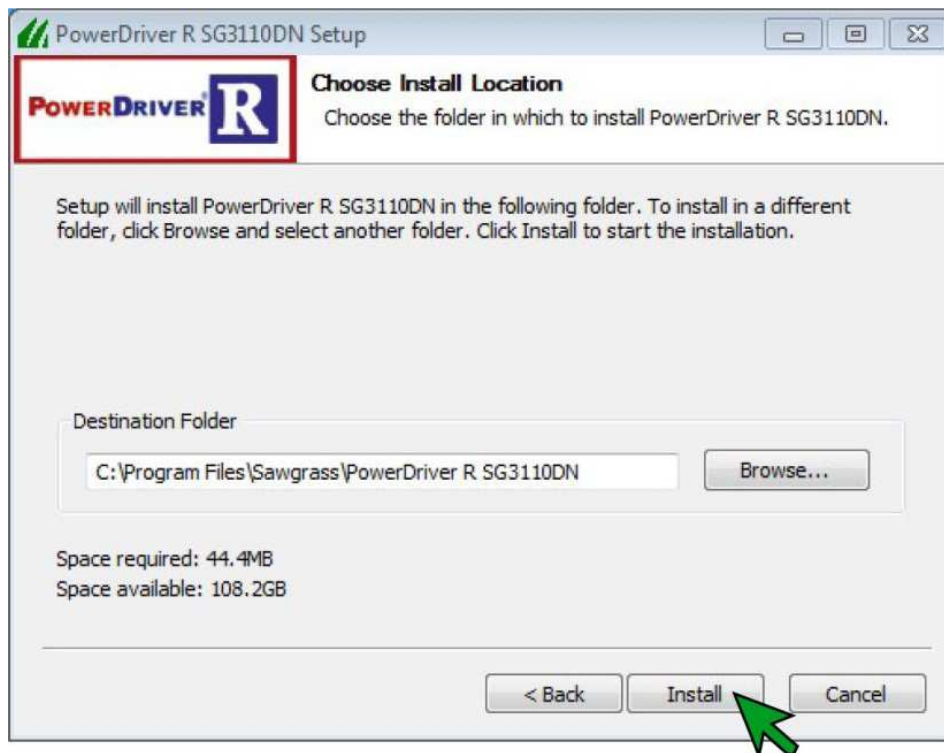 PowerDriver R SG3110DN Setup
POWERDRIVER® R
Choose Install Location
Choose the folder in which to install PowerDriver R SG3110DN.
Setup will install PowerDriver R SG3110DN in the following folder. To install in a different
folder, click Browse and select another folder. Click Install to start the installation.
Destination Folder
C:\Program Files\Sawgrass\PowerDriver R SG3110DN
Browse...
Space required: 44.4MB
Space available: 108.2GB
< Back
Install
Cancel